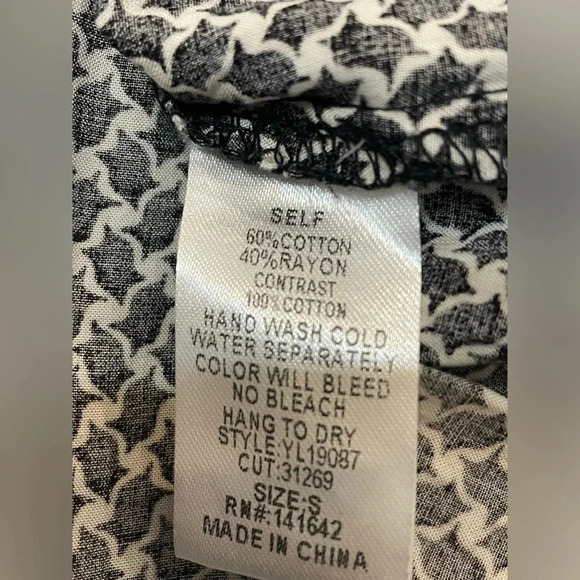 SELF
60%COTTON
40%RAYON
CONTRAST
100%COTTON
HAND WASH COLD
WATER SEPARATELY
COLOR WILL BLEED
NO BLEACH
HANG TO DRY
STYLE:YL19087
CUT:31269
SIZE:S
RN#:141642
MADE IN CHINA